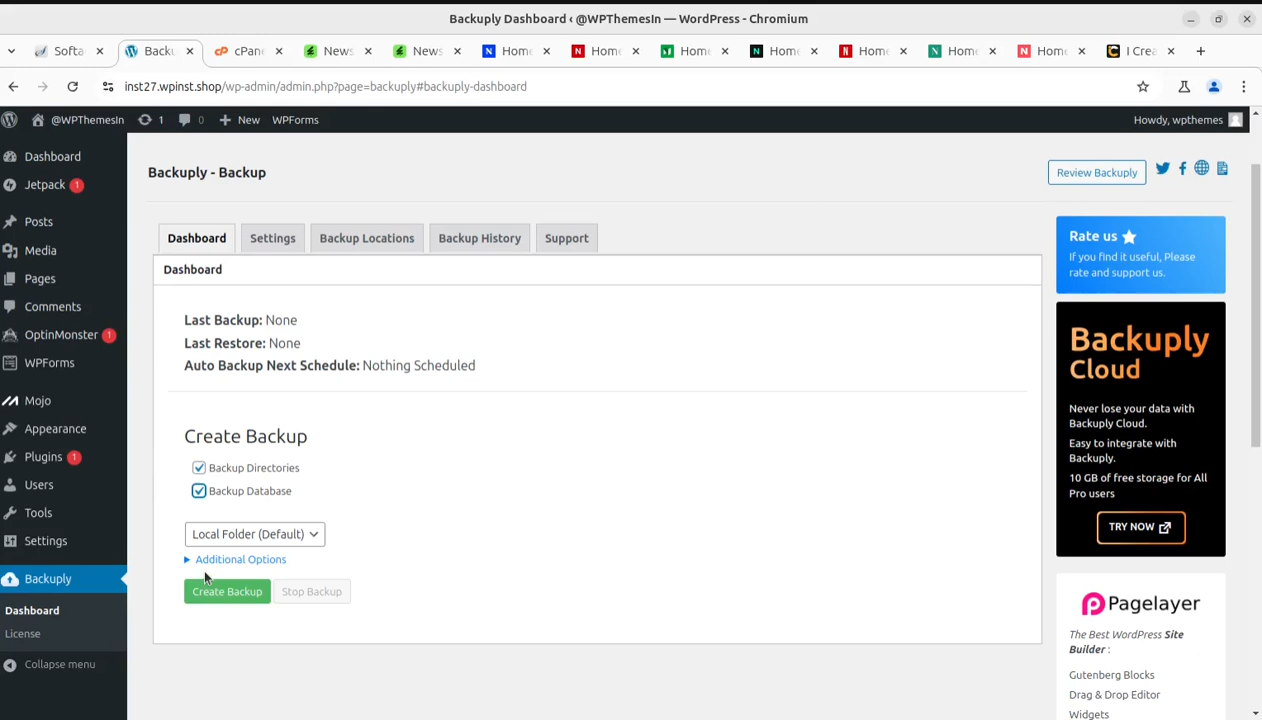 Backuply Dashboard ‹ @WPThemesIn — WordPress - Chromium
Softa
Backu
cPan
News
News
Home
Home
Home
Home
Home
Home
Home
I Crea
inst27.wpinst.shop/wp-admin/admin.php?page=backuply#backuply-dashboard
@WPThemesIn
1
0
New
WPForms
Howdy, wpthemes
Dashboard
Jetpack 1
Posts
Media
Pages
Comments
OptinMonster 1
WPForms
Mojo
Appearance
Plugins 1
Users
Tools
Settings
Backuply
Dashboard
License
Collapse menu
Backuply - Backup
Review Backuply
Dashboard
Settings
Backup Locations
Backup History
Support
Dashboard
Last Backup: None
Last Restore: None
Auto Backup Next Schedule: Nothing Scheduled
Create Backup
Backup Directories
Backup Database
Local Folder (Default)
Additional Options
Create Backup
Stop Backup
Rate us
If you find it useful, Please
rate and support us.
Backuply
Cloud
Never lose your data with
Backuply Cloud.
Easy to integrate with
Backuply.
10 GB of free storage for All
Pro users
TRY NOW
Pagelayer
The Best WordPress Site
Builder :
Gutenberg Blocks
Drag & Drop Editor
Widgets